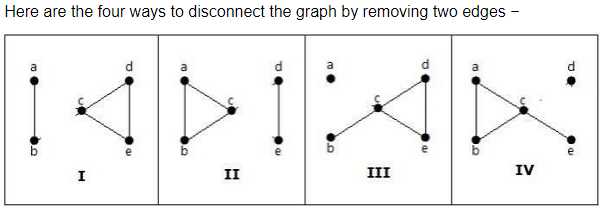 Here are the four ways to disconnect the graph by removing two edges −
a d c b e I
a d c b e II
a d c b e III
a d c b e IV